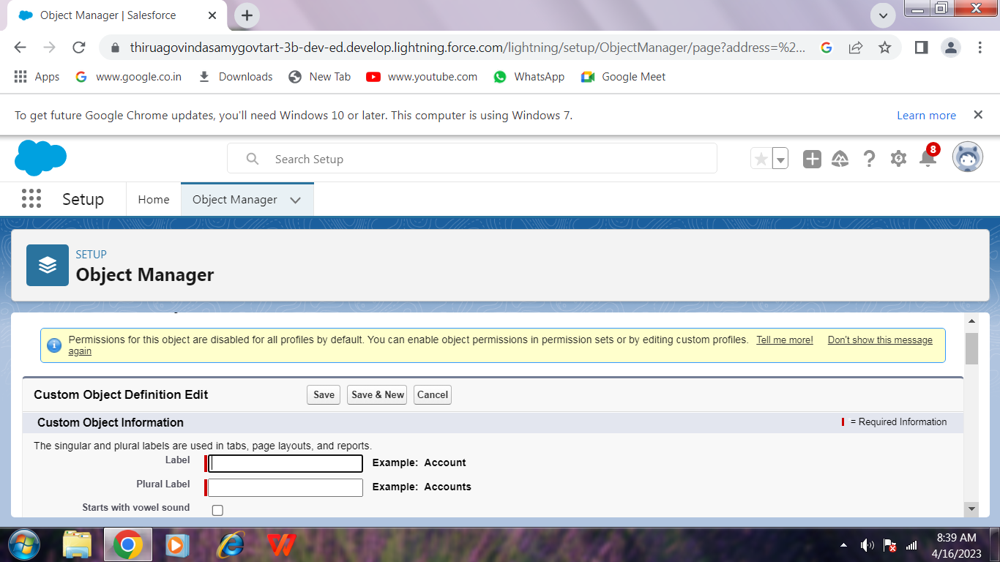 Object Manager | Salesforce
thiruagovindasamygovtart-3b-dev-ed.develop.lightning.force.com/lightning/setup/ObjectManager/page?address=%2...
Apps www.google.co.in Downloads New Tab www.youtube.com WhatsApp Google Meet
To get future Google Chrome updates, you'll need Windows 10 or later. This computer is using Windows 7. Learn more
Search Setup 8
Setup Home Object Manager
SETUP
Object Manager
Permissions for this object are disabled for all profiles by default. You can enable object permissions in permission sets or by editing custom profiles. Tell me more! Don't show this message
again
Custom Object Definition Edit Save Save & New Cancel
Custom Object Information = Required Information
The singular and plural labels are used in tabs, page layouts, and reports.
Label Example: Account
Plural Label Example: Accounts
Starts with vowel sound
8:39 AM
4/16/2023